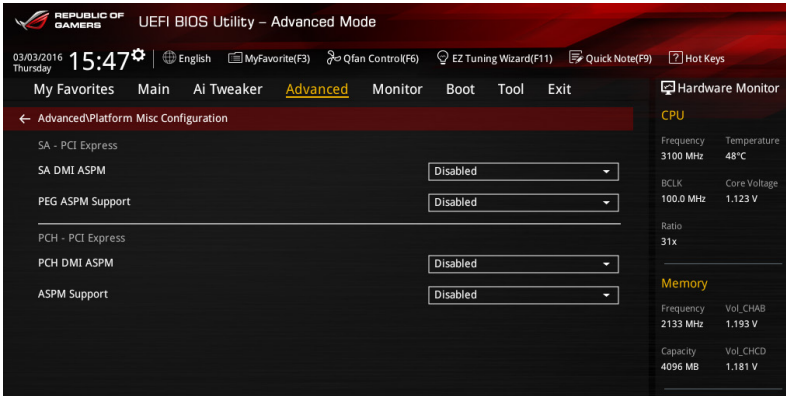 REPUBLIC OF
GAMERS
UEFI BIOS Utility – Advanced Mode
03/03/2016
Thursday
15:47
English
MyFavorite(F3)
Qfan Control(F6)
EZ Tuning Wizard(F11)
Quick Note(F9)
? Hot Keys
My Favorites Main Ai Tweaker Advanced Monitor Boot Tool Exit
Hardware Monitor
← Advanced\Platform Misc Configuration
SA - PCI Express
SA DMI ASPM Disabled
PEG ASPM Support Disabled
PCH - PCI Express
PCH DMI ASPM Disabled
ASPM Support Disabled
CPU
Frequency Temperature
3100 MHz 48°C
BCLK Core Voltage
100.0 MHz 1.123 V
Ratio
31x
Memory
Frequency Vol_CHAB
2133 MHz 1.193 V
Capacity Vol_CHCD
4096 MB 1.181 V